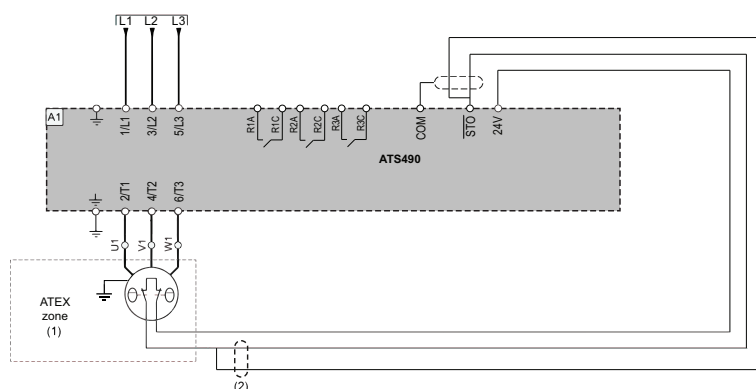 L1 L2 L3
A1
1/L1 3/L2 5/L3
R1A R1C R2A R2C R3A R3C
COM STO 24V
ATS490
2/T1 4/T2 6/T3
U1 V1 W1
ATEX
zone
(1)
(2)